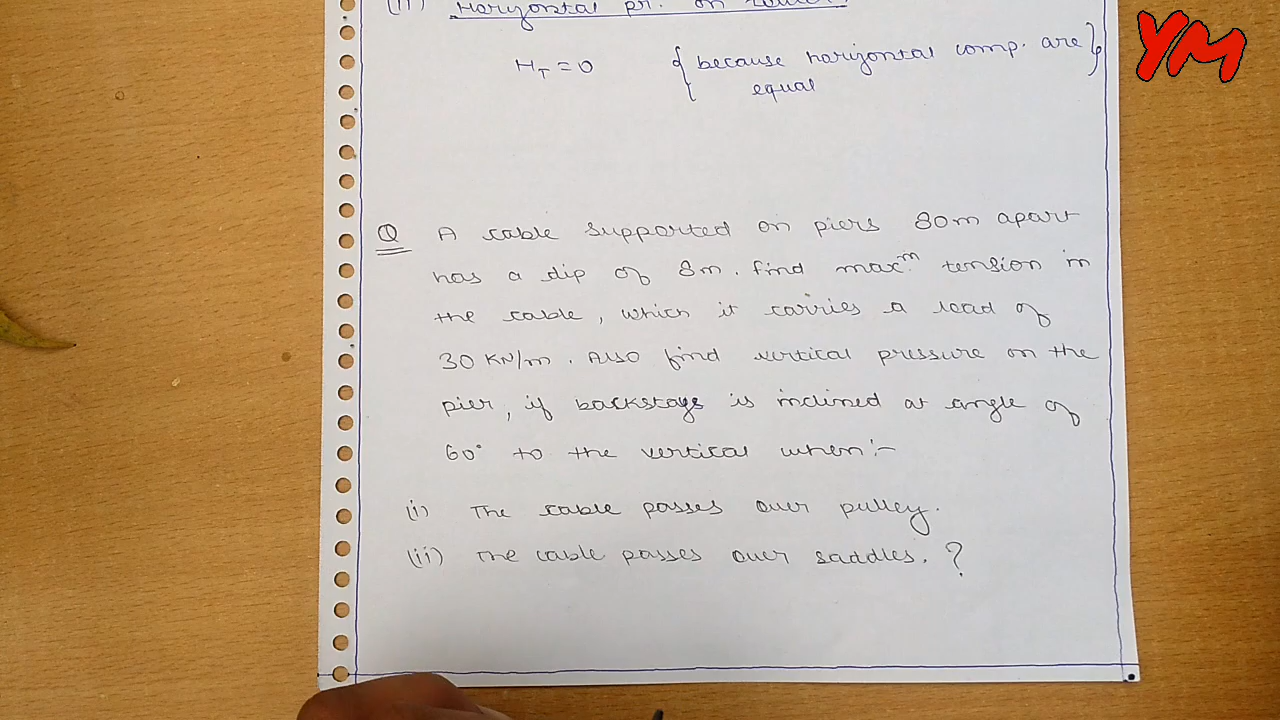 (ii) Horizontal pr. on tower:
YM
H_T = 0 {because horizontal comp. are
equal}
Q A cable supported on piers 80m apart
has a dip of 8m. Find max^m. tension in
the cable, which it carries a load of
30 KN/m. Also find vertical pressure on the
pier, if backstays is inclined at angle of
60° to the vertical when:-
(i) The cable passes over pulley.
(ii) The cable passes over saddles. ?